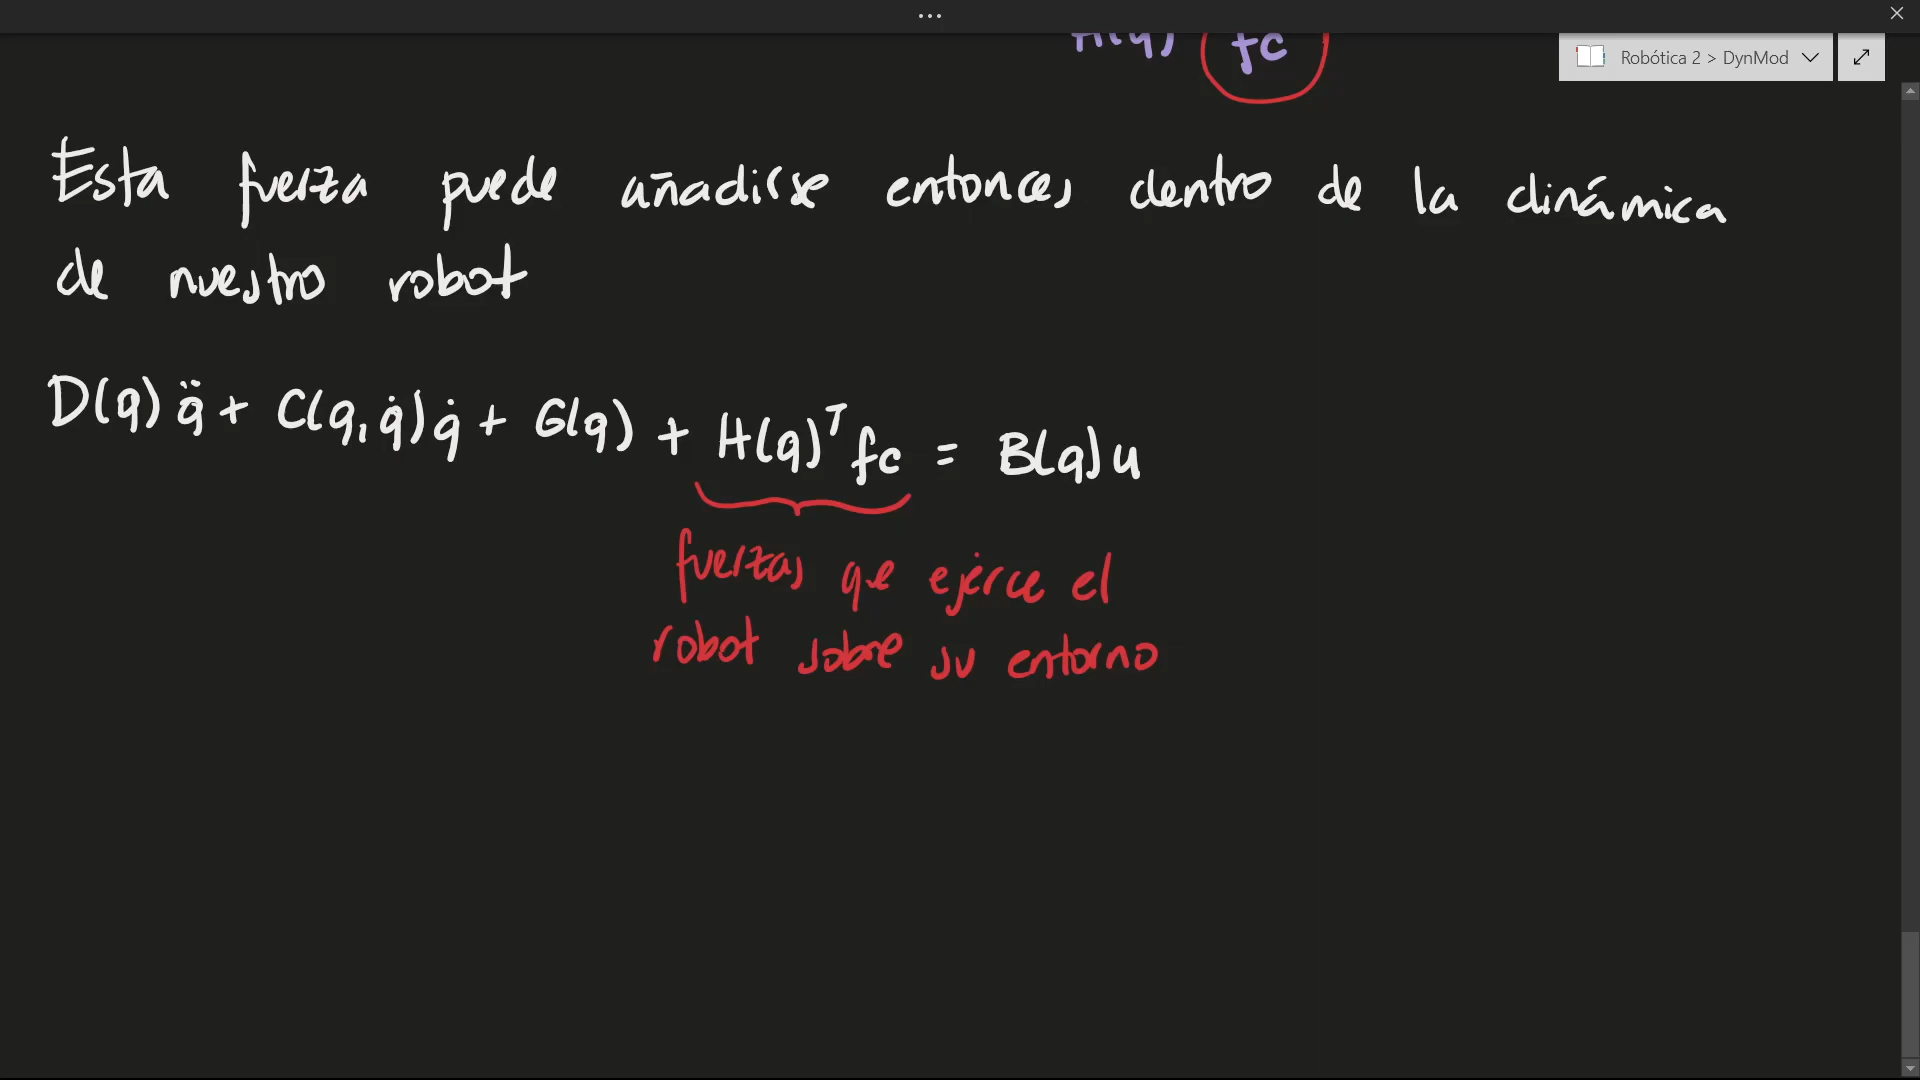 H(q) fc
Robótica 2 > DynMod
Esta fuerza puede añadirse entonces dentro de la dinámica
de nuestro robot
D(q) q̈ + C(q, q̇) q̇ + G(q) + H(q)ᵀ fc = B(q) u
fuerzas que ejerce el
robot sobre su entorno